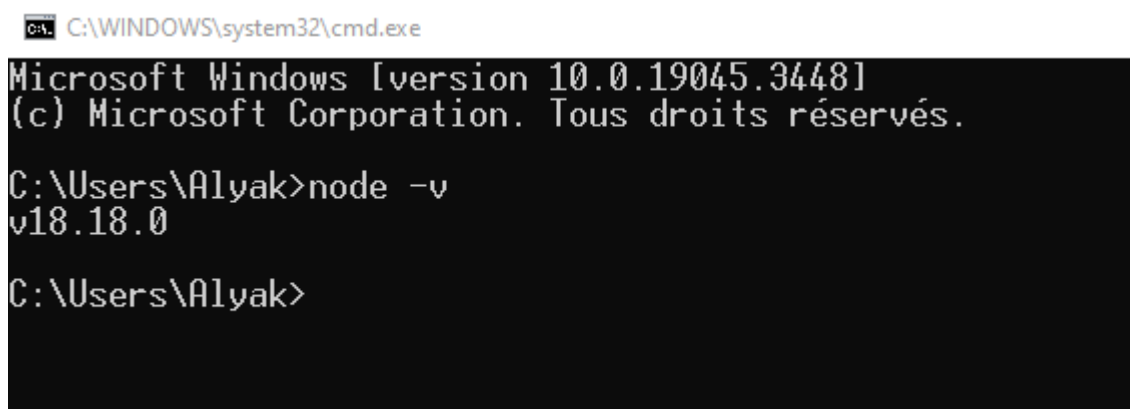 C:\WINDOWS\system32\cmd.exe
Microsoft Windows [version 10.0.19045.3448]
(c) Microsoft Corporation. Tous droits réservés.
C:\Users\Alyak>node -v
v18.18.0
C:\Users\Alyak>